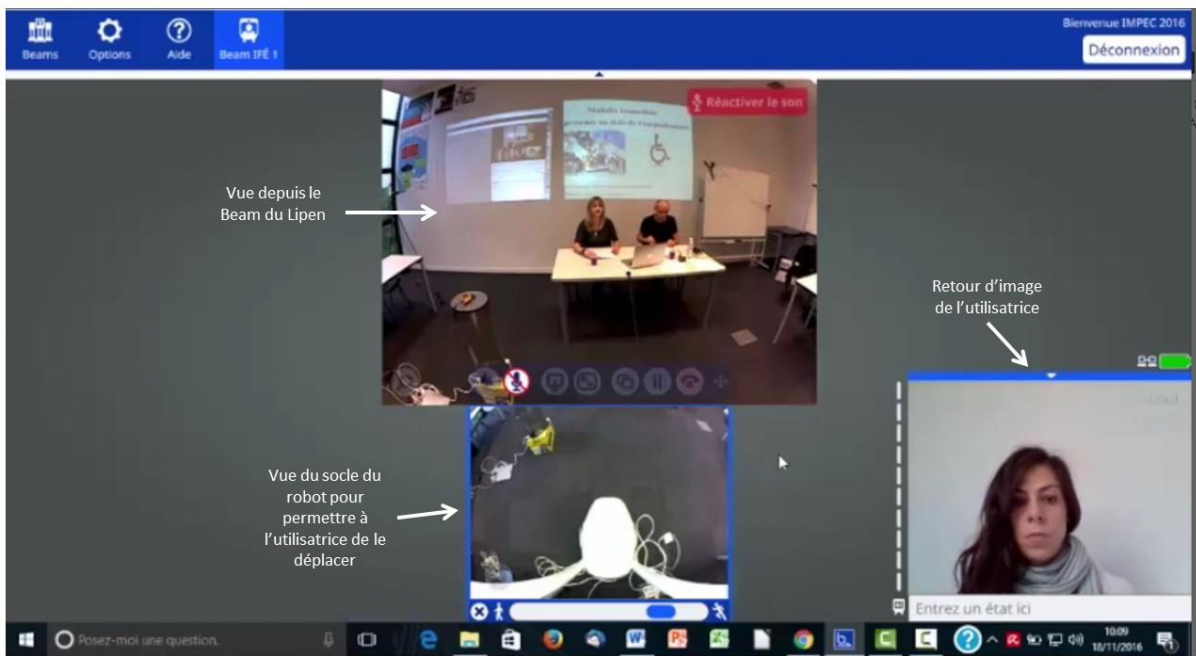 Bienvenue IMPEC 2016
Beams Options Aide Beam IFÉ 1
Déconnexion
Réactiver le son
Vue depuis le
Beam du Lipen
Retour d'image
de l'utilisatrice
Vue du socle du
robot pour
permettre à
l'utilisatrice de le
déplacer
Entrez un état ici
Posez-moi une question.
10:09
18/11/2016